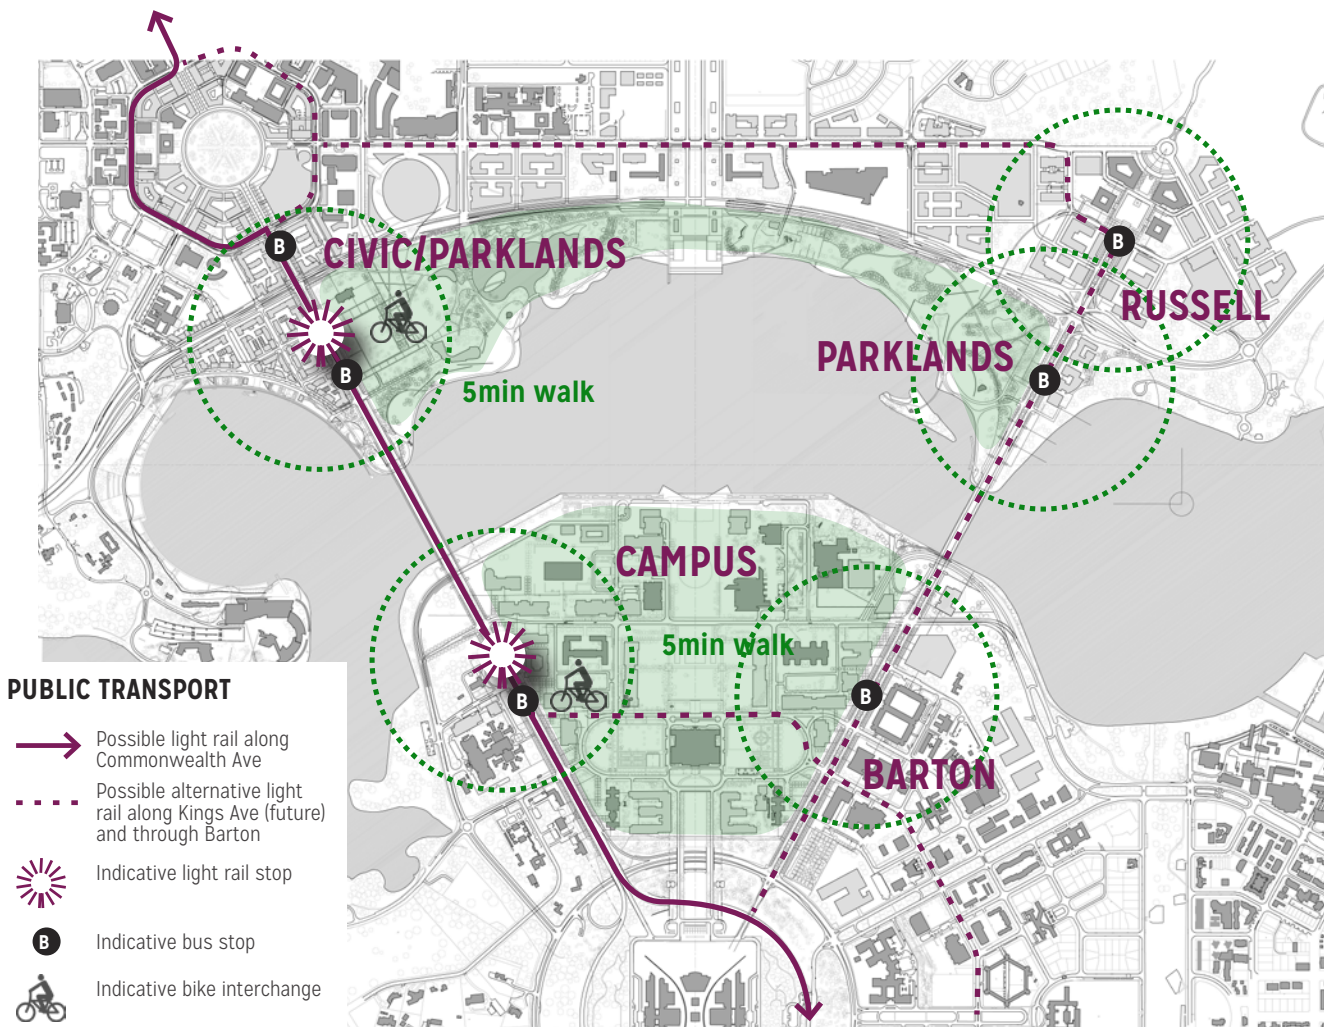 B
CIVIC/PARKLANDS
B
RUSSELL
PARKLANDS
B
B
5min walk
CAMPUS
5min walk
B
B
BARTON
PUBLIC TRANSPORT
Possible light rail along
Commonwealth Ave
Possible alternative light
rail along Kings Ave (future)
and through Barton
Indicative light rail stop
B
Indicative bus stop
Indicative bike interchange